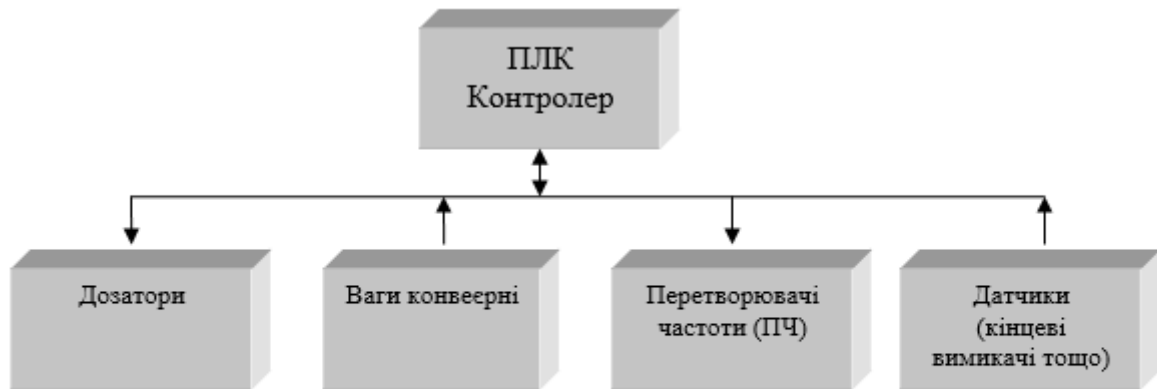 ПЛК
Контролер
Дозатори
Ваги конвеєрні
Перетворювачі
частоти (ПЧ)
Датчики
(кінцеві
вимикачі тощо)